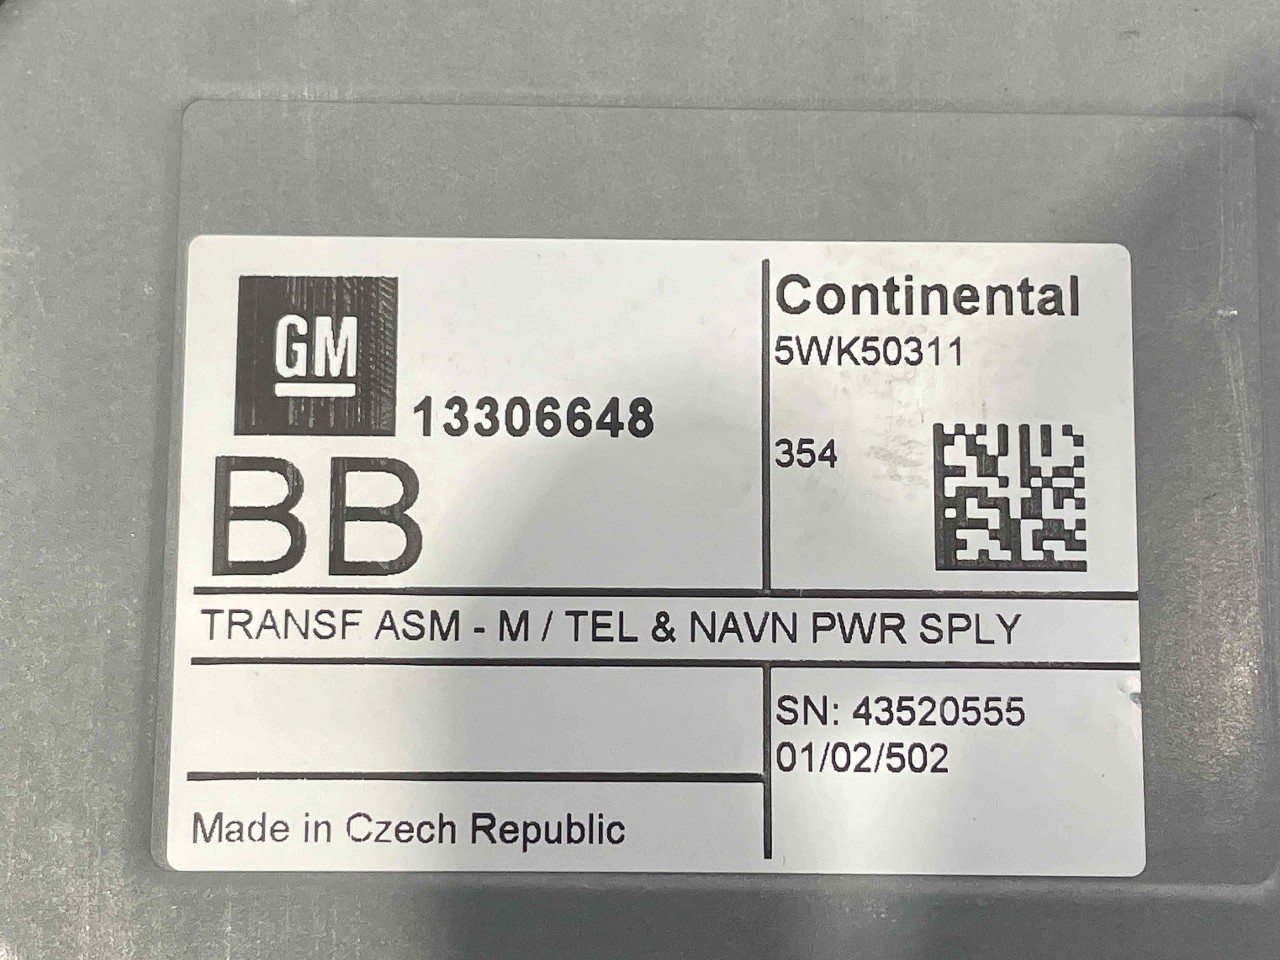 GM
13306648
BB
Continental
5WK50311
354
TRANSF ASM - M / TEL & NAVN PWR SPLY
SN: 43520555
01/02/502
Made in Czech Republic